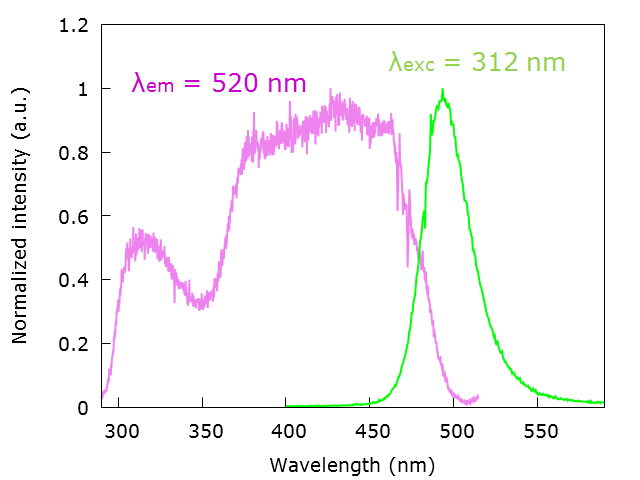 1.2
λem = 520 nm
λexc = 312 nm
1
0.8
0.6
0.4
0.2
0
Normalized intensity (a.u.)
300 350 400 450 500 550
Wavelength (nm)